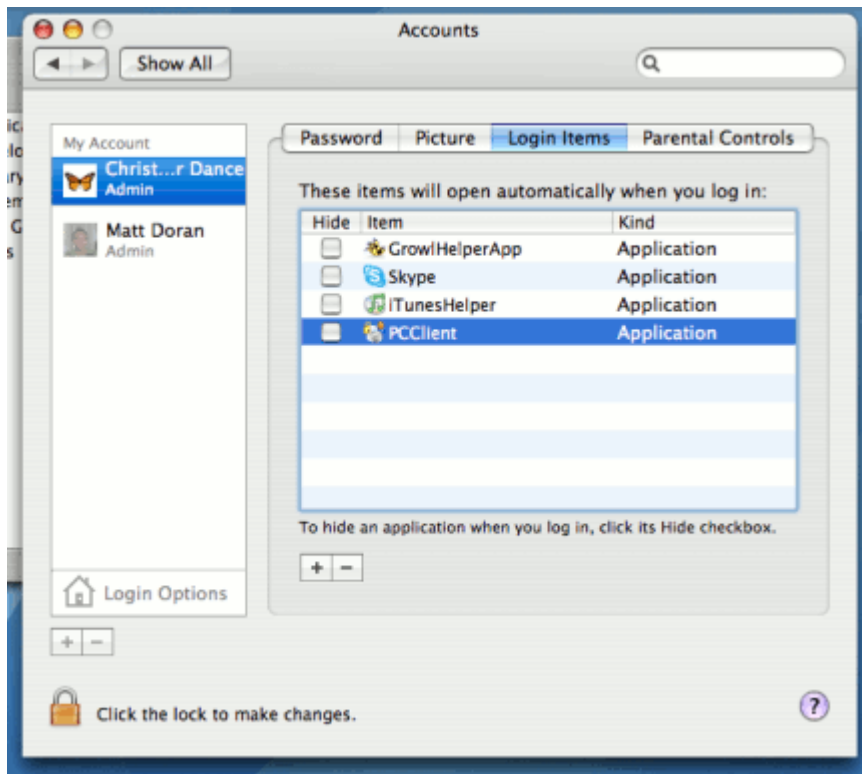 Accounts
Show All
My Account
Christ...r Dance
Admin
Matt Doran
Admin
Login Options
Password Picture Login Items Parental Controls
These items will open automatically when you log in:
Hide Item Kind
GrowlHelperApp Application
Skype Application
iTunesHelper Application
PCClient Application
To hide an application when you log in, click its Hide checkbox.
+ −
+ −
Click the lock to make changes.
?